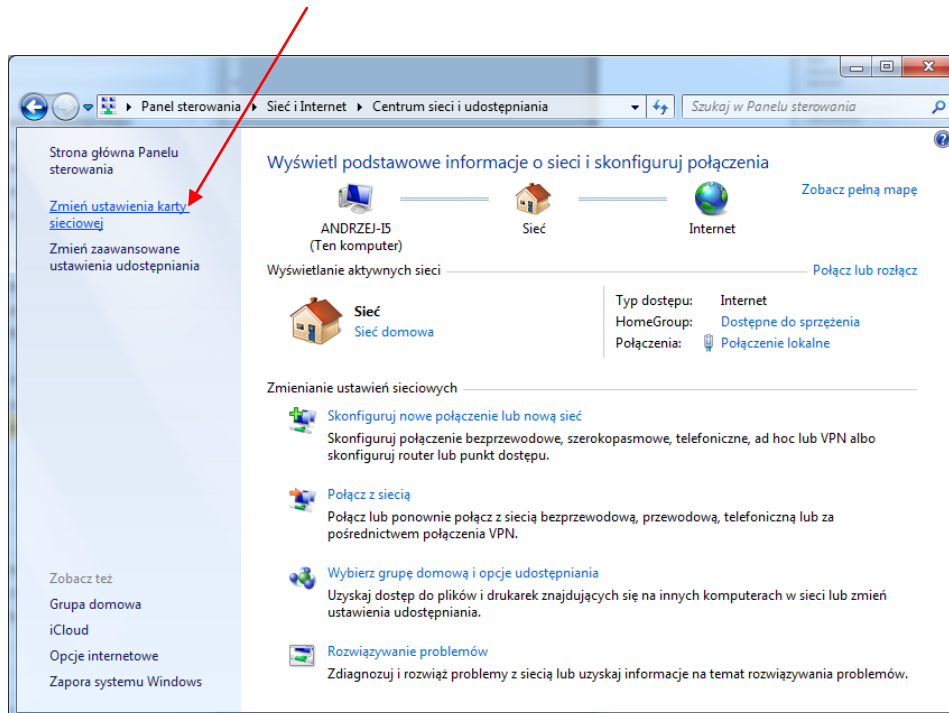 Panel sterowania ▸ Sieć i Internet ▸ Centrum sieci i udostępniania
Szukaj w Panelu sterowania
Strona główna Panelu
sterowania
Zmień ustawienia karty
sieciowej
Zmień zaawansowane
ustawienia udostępniania
Zobacz też
Grupa domowa
iCloud
Opcje internetowe
Zapora systemu Windows
Wyświetl podstawowe informacje o sieci i skonfiguruj połączenia
Zobacz pełną mapę
ANDRZEJ-I5
(Ten komputer)
Sieć
Internet
Wyświetlanie aktywnych sieci
Połącz lub rozłącz
Sieć
Sieć domowa
Typ dostępu: Internet
HomeGroup: Dostępne do sprzężenia
Połączenia: Połączenie lokalne
Zmienianie ustawień sieciowych
Skonfiguruj nowe połączenie lub nową sieć
Skonfiguruj połączenie bezprzewodowe, szerokopasmowe, telefoniczne, ad hoc lub VPN albo
skonfiguruj router lub punkt dostępu.
Połącz z siecią
Połącz lub ponownie połącz z siecią bezprzewodową, przewodową, telefoniczną lub za
pośrednictwem połączenia VPN.
Wybierz grupę domową i opcje udostępniania
Uzyskaj dostęp do plików i drukarek znajdujących się na innych komputerach w sieci lub zmień
ustawienia udostępniania.
Rozwiązywanie problemów
Zdiagnozuj i rozwiąż problemy z siecią lub uzyskaj informacje na temat rozwiązywania problemów.